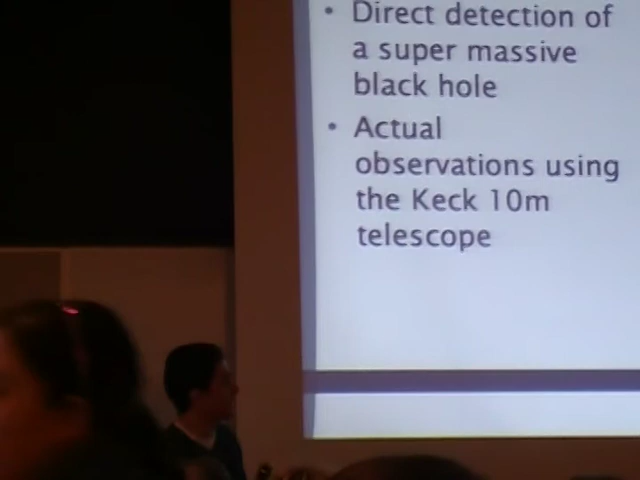 • Direct detection of
a super massive
black hole
• Actual
observations using
the Keck 10m
telescope